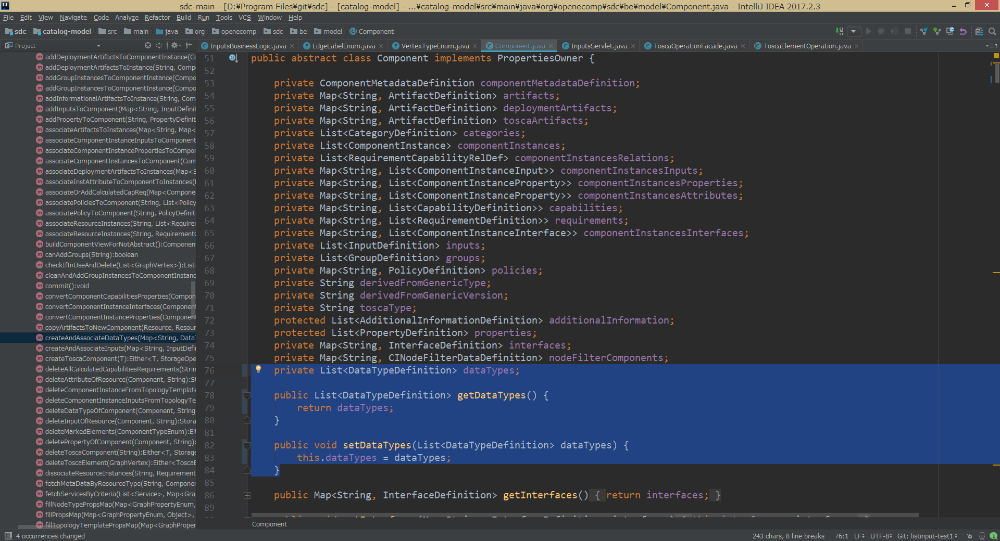 sdc-main - [D:¥Program Files¥git¥sdc] - [catalog-model] - ...¥catalog-model¥src¥main¥java¥org¥openecomp¥sdc¥be¥model¥Component.java - IntelliJ IDEA 2017.2.3
File Edit View Navigate Code Analyze Refactor Build Run Tools VCS Window Help
sdc catalog-model src main java org openecomp sdc be model Component
Project
InputsBusinessLogic.java EdgeLabelEnum.java VertexTypeEnum.java Component.java InputsServlet.java ToscaOperationFacade.java ToscaElementOperation.java
addDeploymentArtifactsToComponentInstance(Cc
addDeploymentArtifactsToInstance(String, Compc
addGroupInstancesToComponentInstance(Compo
addGroupInstancesToComponentInstance(Compo
addInformationalArtifactsToInstance(String, Com
addInputsToComponent(Map<String, InputDefinit
addPropertyToComponent(String, PropertyDefinit
associateArtifactsToInstances(Map<String, Map<
associateComponentInstanceInputsToComponent
associateComponentInstancePropertiesToCompor
associateComponentInstancesToComponent(Com
associateDeploymentArtifactsToInstances(Map<S
associateInstAttributeToComponentToInstances(I
associateOrAddCalculatedCapReq(Map<Compone
associatePoliciesToComponent(String, List<Policy
associatePolicyToComponent(String, PolicyDefinit
associateResourceInstances(String, List<Requirer
associateResourceInstances(String, RequirementC
buildComponentViewForNotAbstract():Component
canAddGroups(String):boolean
checkIfInUseAndDelete(List<GraphVertex>):List
cleanAndAddGroupInstancesToComponentInstanc
commit():void
convertComponentCapabilitiesProperties(Compon
convertComponentInstanceInterfaces(Component
convertComponentInstanceProperties(Component
copyArtifactsToNewComponent(Resource, Resour
createAndAssociateDataTypes(Map<String, DataT
createAndAssociateInputs(Map<String, InputDefin
createToscaComponent(T):Either<T, StorageOpe
deleteAllCalculatedCapabilitiesRequirements(Strin
deleteAttributeOfResource(Component, String):St
deleteComponentInstanceFromTopologyTemplate
deleteComponentInstanceInputsFromTopologyTe
deleteDataTypeOfComponent(Component, String
deleteInputOfResource(Component, String):Stora
deleteMarkedElements(ComponentTypeEnum):Eit
deletePropertyOfComponent(Component, String):
deleteToscaComponent(String):Either<T, Storage
deleteToscaElement(GraphVertex):Either<ToscaE
dissociateResourceInstances(String, Requirement
fetchMetaDataByResourceType(String, Componen
fetchServicesByCriteria(List<Service>, Map<Gra
fillNodeTypePropsMap(Map<GraphPropertyEnum,
fillPropsMap(Map<GraphPropertyEnum, Object>,
fillTopologyTemplatePropsMap(Map<GraphProper
51 public abstract class Component implements PropertiesOwner {
52
53 private ComponentMetadataDefinition componentMetadataDefinition;
54 private Map<String, ArtifactDefinition> artifacts;
55 private Map<String, ArtifactDefinition> deploymentArtifacts;
56 private Map<String, ArtifactDefinition> toscaArtifacts;
57 private List<CategoryDefinition> categories;
58 private List<ComponentInstance> componentInstances;
59 private List<RequirementCapabilityRelDef> componentInstancesRelations;
60 private Map<String, List<ComponentInstanceInput>> componentInstancesInputs;
61 private Map<String, List<ComponentInstanceProperty>> componentInstancesProperties;
62 private Map<String, List<ComponentInstanceProperty>> componentInstancesAttributes;
63 private Map<String, List<CapabilityDefinition>> capabilities;
64 private Map<String, List<RequirementDefinition>> requirements;
65 private Map<String, List<ComponentInstanceInterface>> componentInstancesInterfaces;
66 private List<InputDefinition> inputs;
67 private List<GroupDefinition> groups;
68 private Map<String, PolicyDefinition> policies;
69 private String derivedFromGenericType;
70 private String derivedFromGenericVersion;
71 private String toscaType;
72 protected List<AdditionalInformationDefinition> additionalInformation;
73 protected List<PropertyDefinition> properties;
74 private Map<String, InterfaceDefinition> interfaces;
75 private Map<String, CINodeFilterDataDefinition> nodeFilterComponents;
76 private List<DataTypeDefinition> dataTypes;
77
78 public List<DataTypeDefinition> getDataTypes() {
79 return dataTypes;
80 }
81
82 public void setDataTypes(List<DataTypeDefinition> dataTypes) {
83 this.dataTypes = dataTypes;
84 }
85
86 public Map<String, InterfaceDefinition> getInterfaces() { return interfaces; }
89
Component
4 occurrences changed 243 chars, 8 line breaks 76:1 LF UTF-8 Git: listinput-test1 1